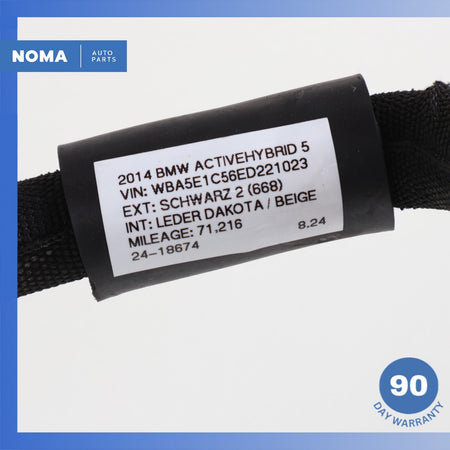 NOMA AUTO
PARTS
2014 BMW ACTIVEHYBRID 5
VIN: WBA5E1C56ED221023
EXT: SCHWARZ 2 (668)
INT: LEDER DAKOTA / BEIGE
MILEAGE: 71,216 8.24
24-18674
90
DAY WARRANTY